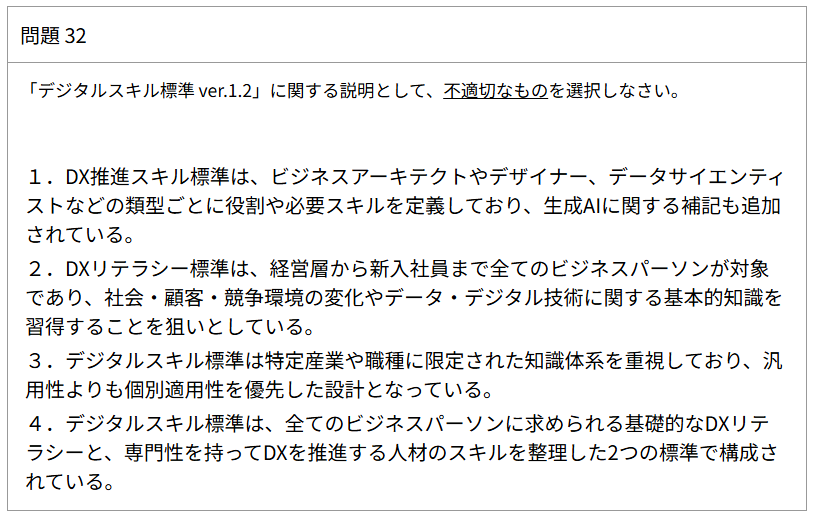 問題 32
「デジタルスキル標準 ver.1.2」に関する説明として、不適切なものを選択しなさい。
１．DX推進スキル標準は、ビジネスアーキテクトやデザイナー、データサイエンティ
ストなどの類型ごとに役割や必要スキルを定義しており、生成AIに関する補記も追加
されている。
２．DXリテラシー標準は、経営層から新入社員まで全てのビジネスパーソンが対象
であり、社会・顧客・競争環境の変化やデータ・デジタル技術に関する基本的知識を
習得することを狙いとしている。
３．デジタルスキル標準は特定産業や職種に限定された知識体系を重視しており、汎
用性よりも個別適用性を優先した設計となっている。
４．デジタルスキル標準は、全てのビジネスパーソンに求められる基礎的なDXリテ
ラシーと、専門性を持ってDXを推進する人材のスキルを整理した2つの標準で構成さ
れている。